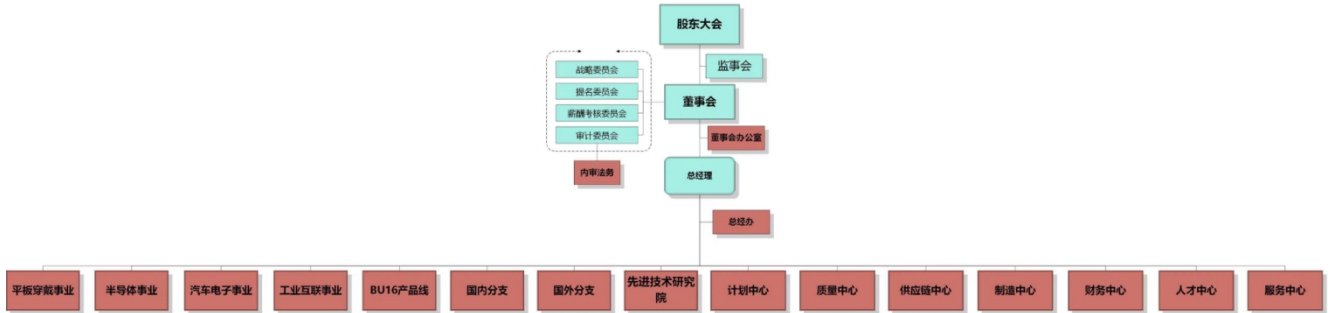 股东大会
监事会
战略委员会
提名委员会
薪酬考核委员会
审计委员会
董事会
董事会办公室
内审法务
总经理
总经办
平板穿戴事业
半导体事业
汽车电子事业
工业互联事业
BU16产品线
国内分支
国外分支
先进技术研究
院
计划中心
质量中心
供应链中心
制造中心
财务中心
人才中心
服务中心